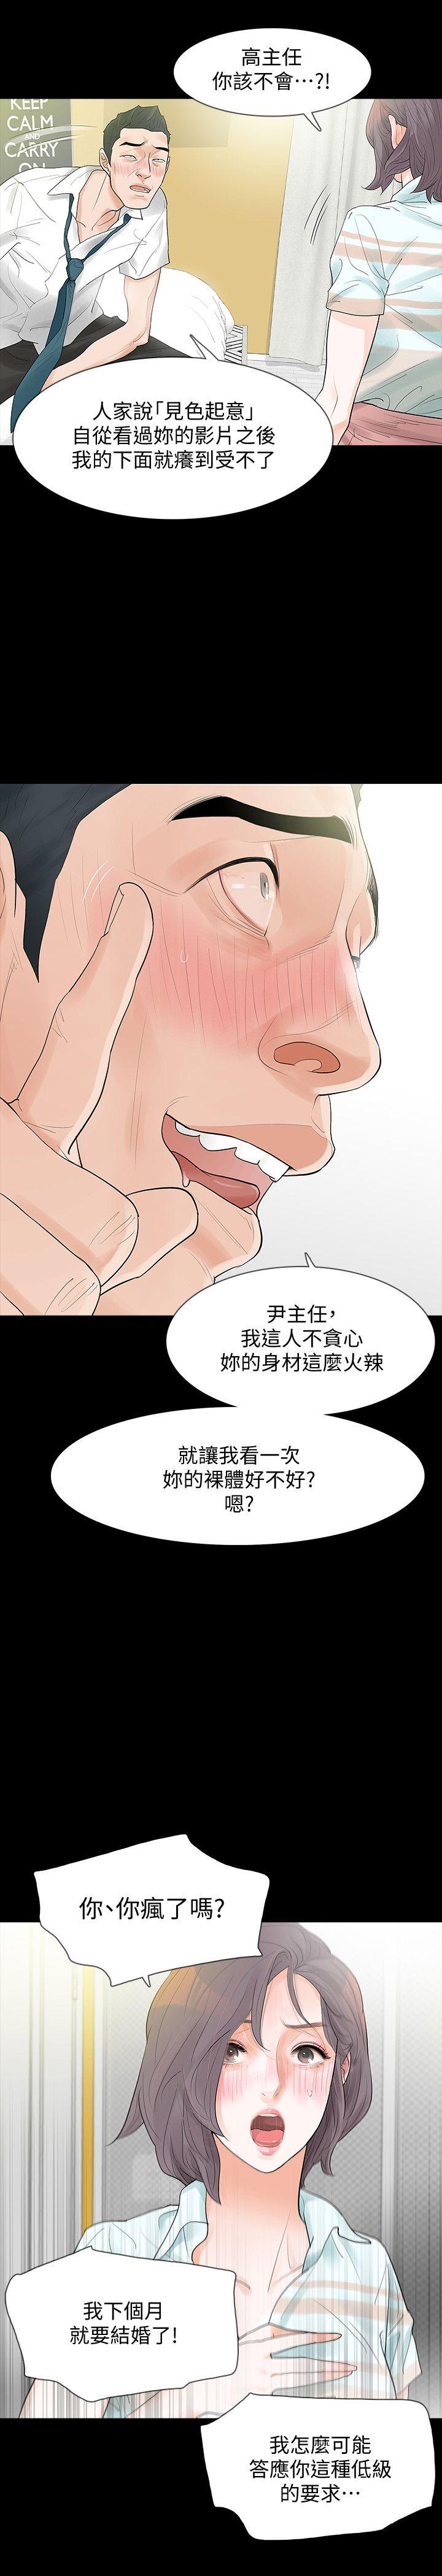 高主任
你該不會…?!
KEEP
CALM
AND
CARRY
ON
人家說「見色起意」
自從看過妳的影片之後
我的下面就癢到受不了
尹主任，
我這人不貪心
妳的身材這麼火辣
就讓我看一次
妳的裸體好不好?
嗯?
你、你瘋了嗎?
我下個月
就要結婚了!
我怎麼可能
答應你這種低級
的要求…